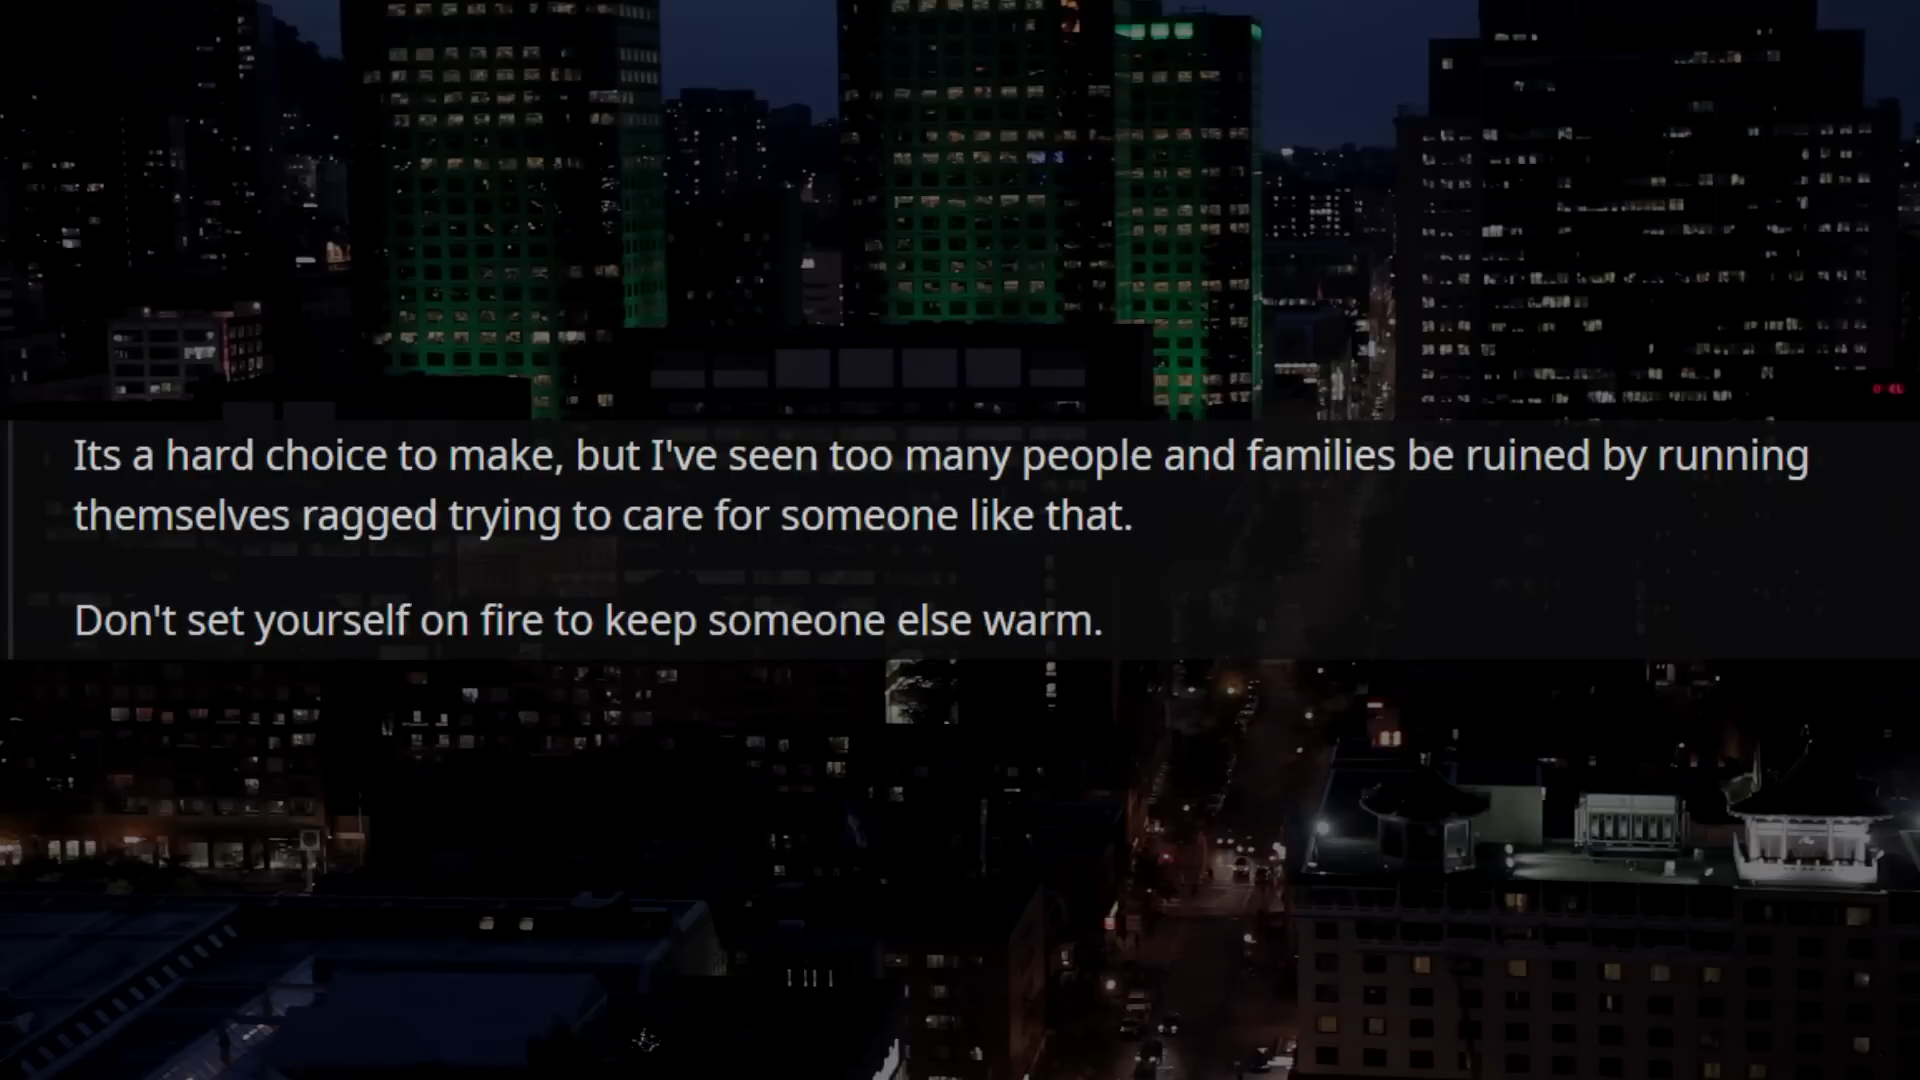 Its a hard choice to make, but I've seen too many people and families be ruined by running
themselves ragged trying to care for someone like that.
Don't set yourself on fire to keep someone else warm.